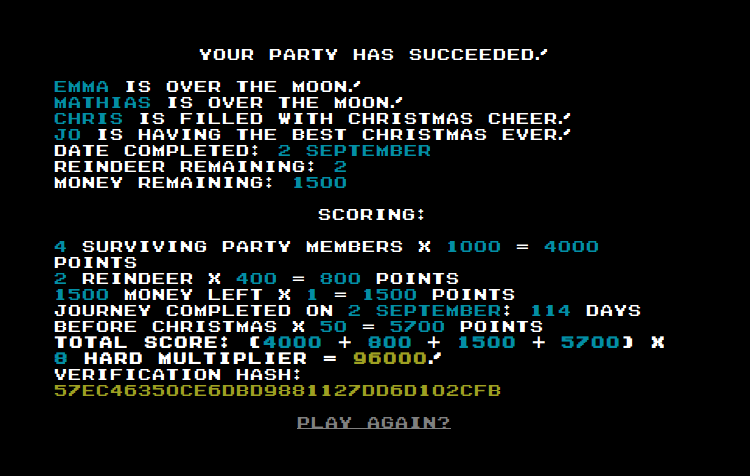 YOUR PARTY HAS SUCCEEDED!
EMMA IS OVER THE MOON!
MATHIAS IS OVER THE MOON!
CHRIS IS FILLED WITH CHRISTMAS CHEER!
JO IS HAVING THE BEST CHRISTMAS EVER!
DATE COMPLETED: 2 SEPTEMBER
REINDEER REMAINING: 2
MONEY REMAINING: 1500
SCORING:
4 SURVIVING PARTY MEMBERS X 1000 = 4000
POINTS
2 REINDEER X 400 = 800 POINTS
1500 MONEY LEFT X 1 = 1500 POINTS
JOURNEY COMPLETED ON 2 SEPTEMBER: 114 DAYS
BEFORE CHRISTMAS X 50 = 5700 POINTS
TOTAL SCORE: (4000 + 800 + 1500 + 5700) X
8 HARD MULTIPLIER = 96000!
VERIFICATION HASH:
57EC46350CE6DBD9881127DD6D102CFB
PLAY AGAIN?